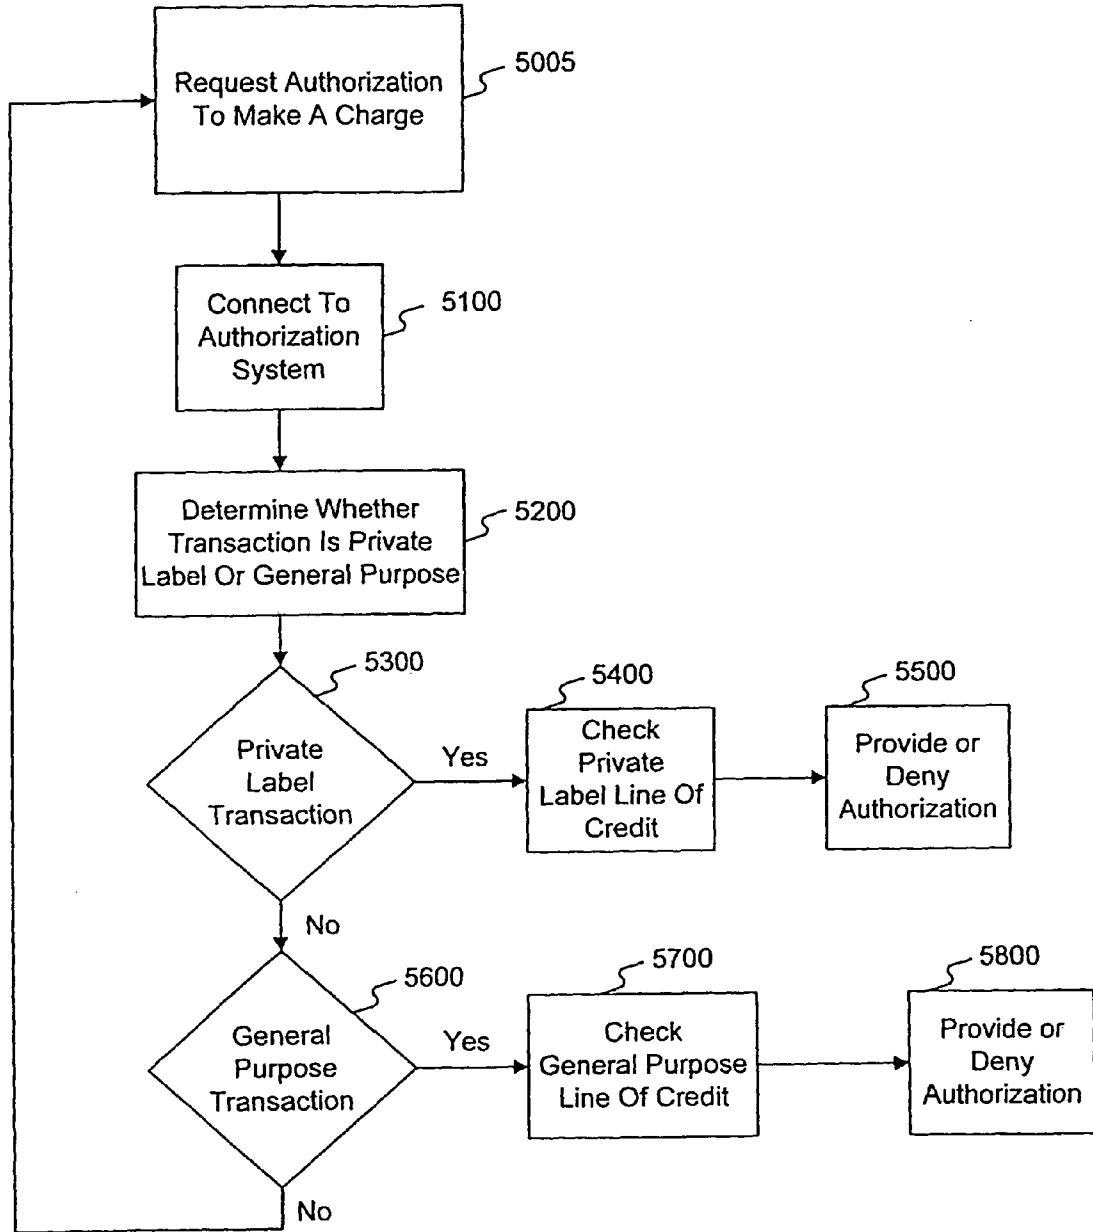 Request Authorization
To Make A Charge
5005
Connect To
Authorization
System
5100
Determine Whether
Transaction Is Private
Label Or General Purpose
5200
5300
Private
Label
Transaction
Yes
5400
Check
Private
Label Line Of
Credit
5500
Provide or
Deny
Authorization
No
5600
General
Purpose
Transaction
Yes
5700
Check
General Purpose
Line Of Credit
5800
Provide or
Deny
Authorization
No